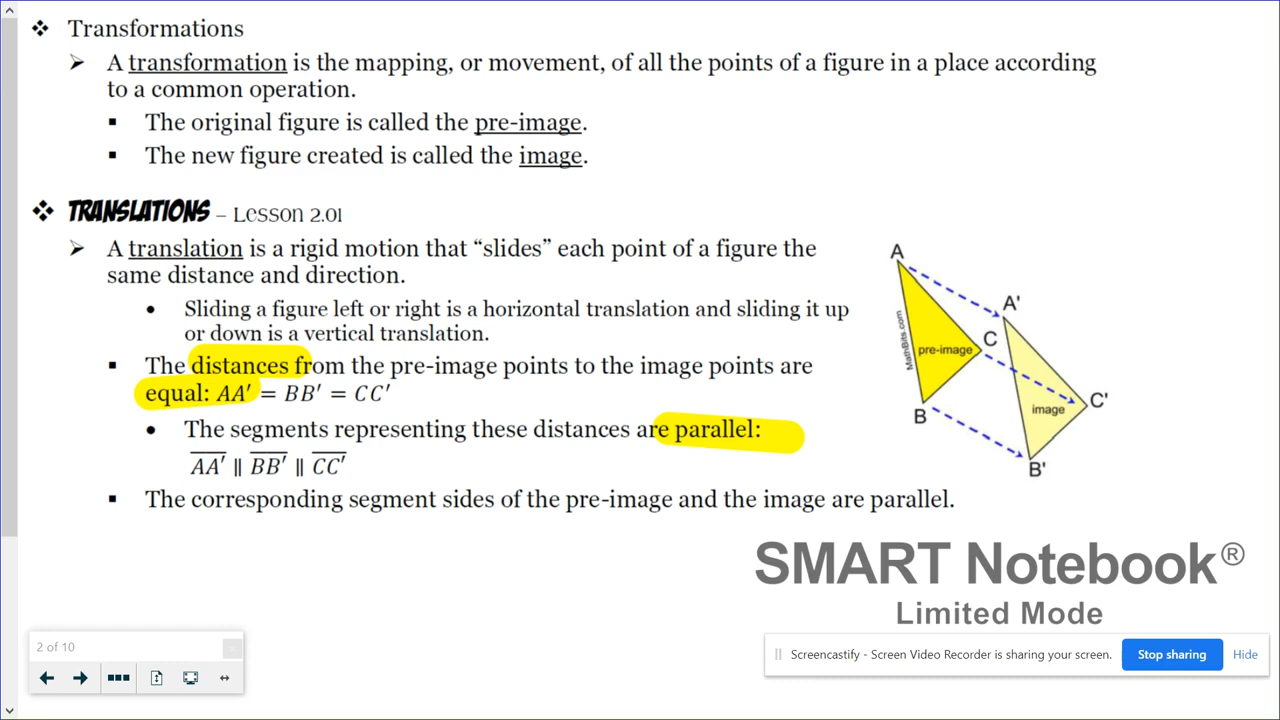 ❖ Transformations
➢ A transformation is the mapping, or movement, of all the points of a figure in a place according
to a common operation.
▪ The original figure is called the pre-image.
▪ The new figure created is called the image.
❖ TRANSLATIONS – Lesson 2.01
➢ A translation is a rigid motion that “slides” each point of a figure the
same distance and direction.
• Sliding a figure left or right is a horizontal translation and sliding it up
or down is a vertical translation.
▪ The distances from the pre-image points to the image points are
equal: AA' = BB' = CC'
• The segments representing these distances are parallel:
A̅A̅'̅ ∥ B̅B̅'̅ ∥ C̅C̅'̅
▪ The corresponding segment sides of the pre-image and the image are parallel.
A
A'
C
MathBits.com
pre-image
C'
image
B
B'
SMART Notebook®
Limited Mode
2 of 10
Screencastify - Screen Video Recorder is sharing your screen.
Stop sharing
Hide